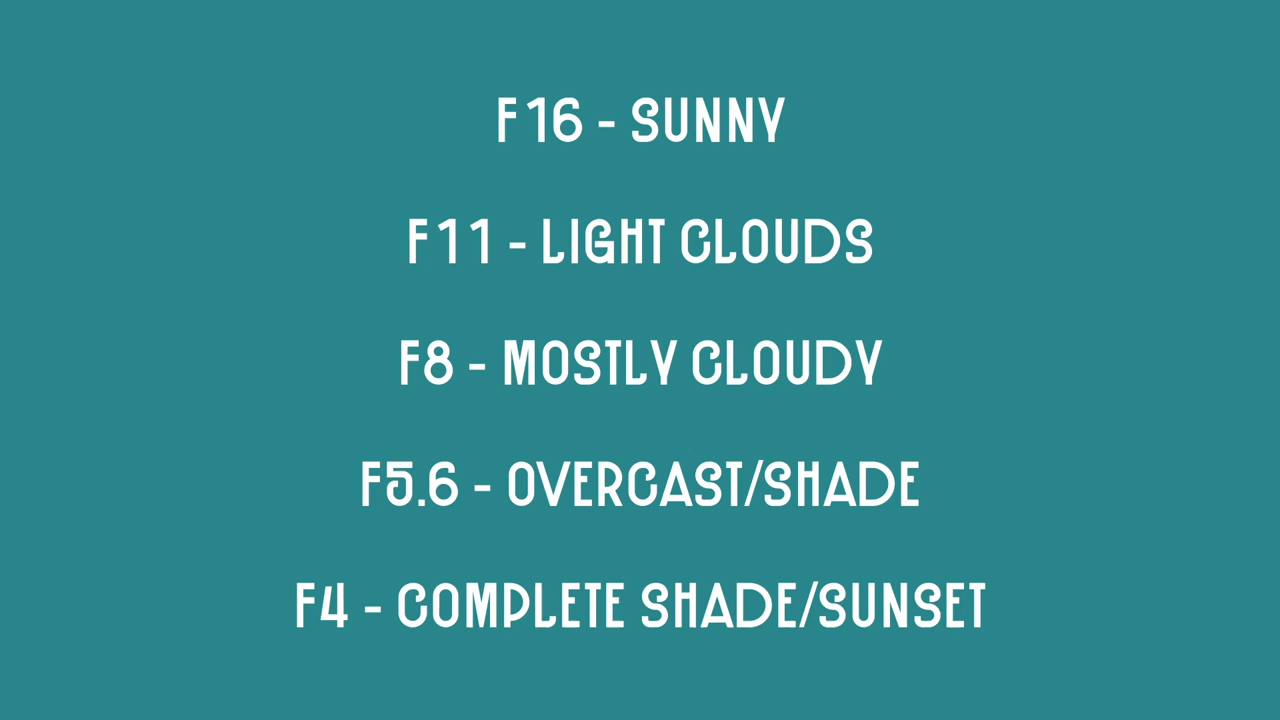 F16 - SUNNY
F11 - LIGHT CLOUDS
F8 - MOSTLY CLOUDY
F5.6 - OVERCAST/SHADE
F4 - COMPLETE SHADE/SUNSET